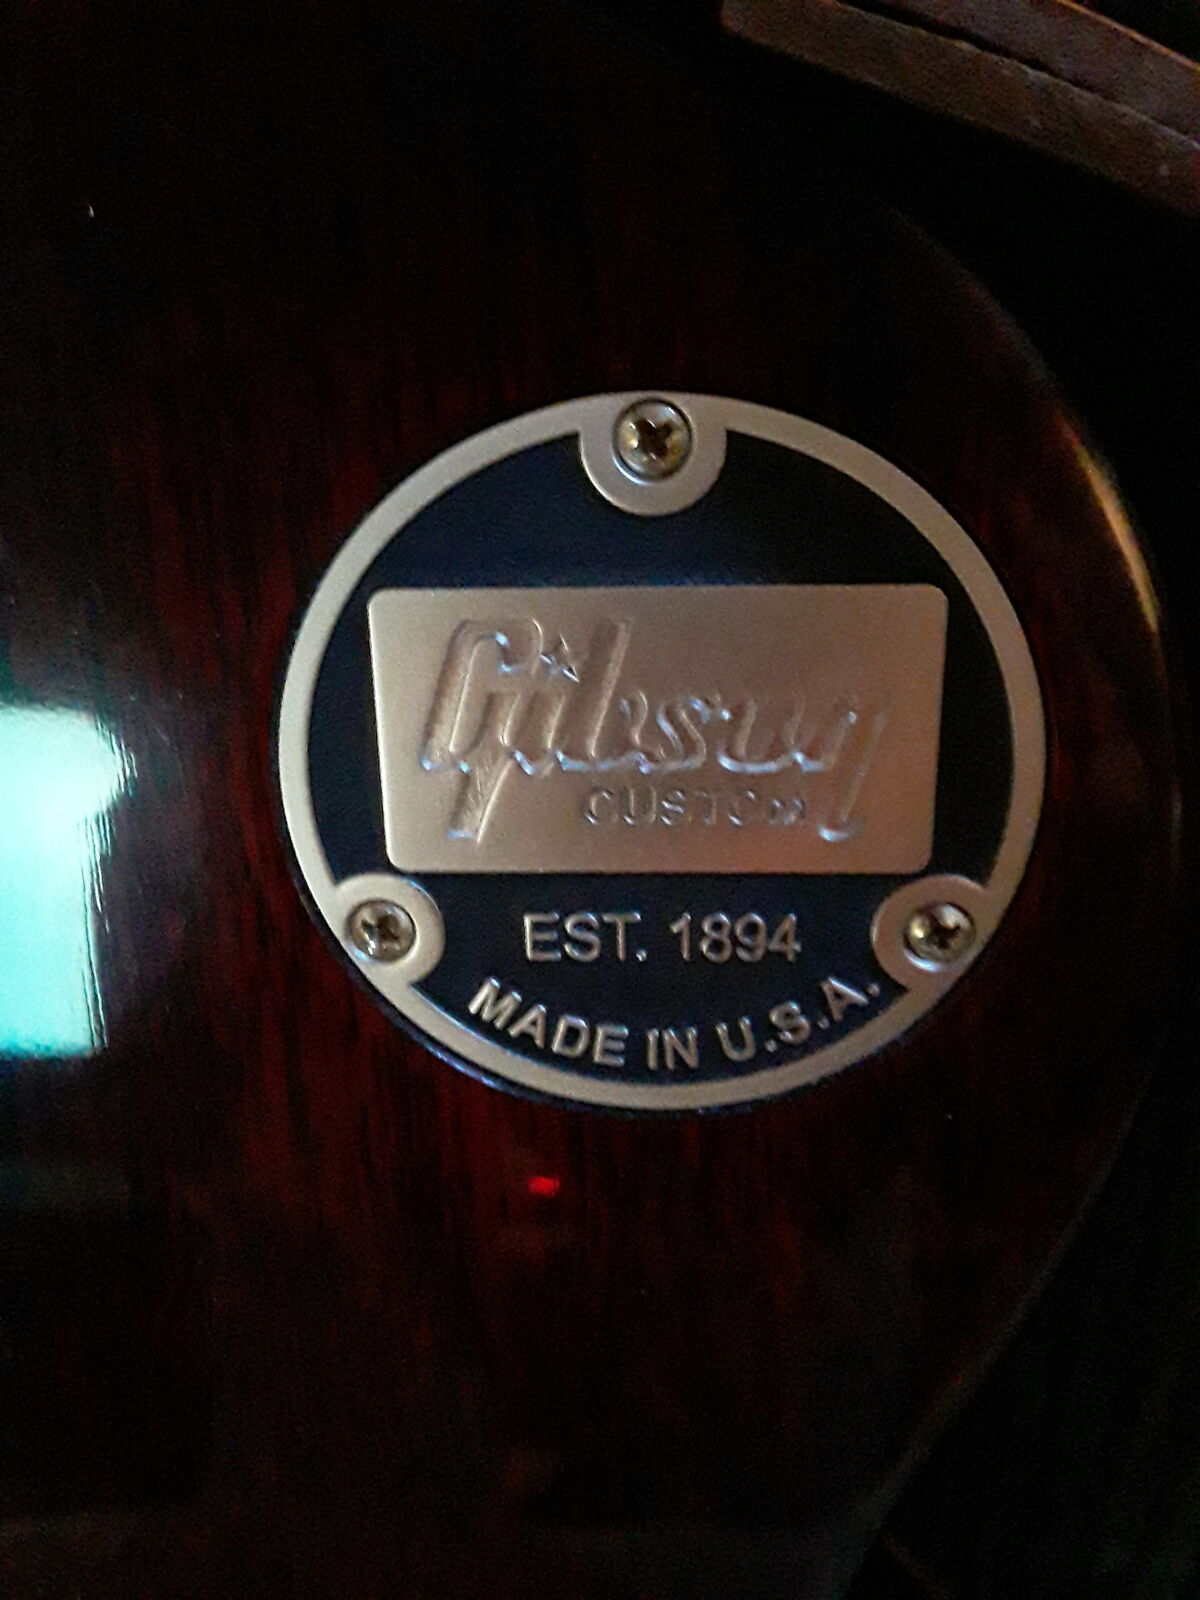 Gibson
CUSTOM
EST. 1894
MADE IN U.S.A.